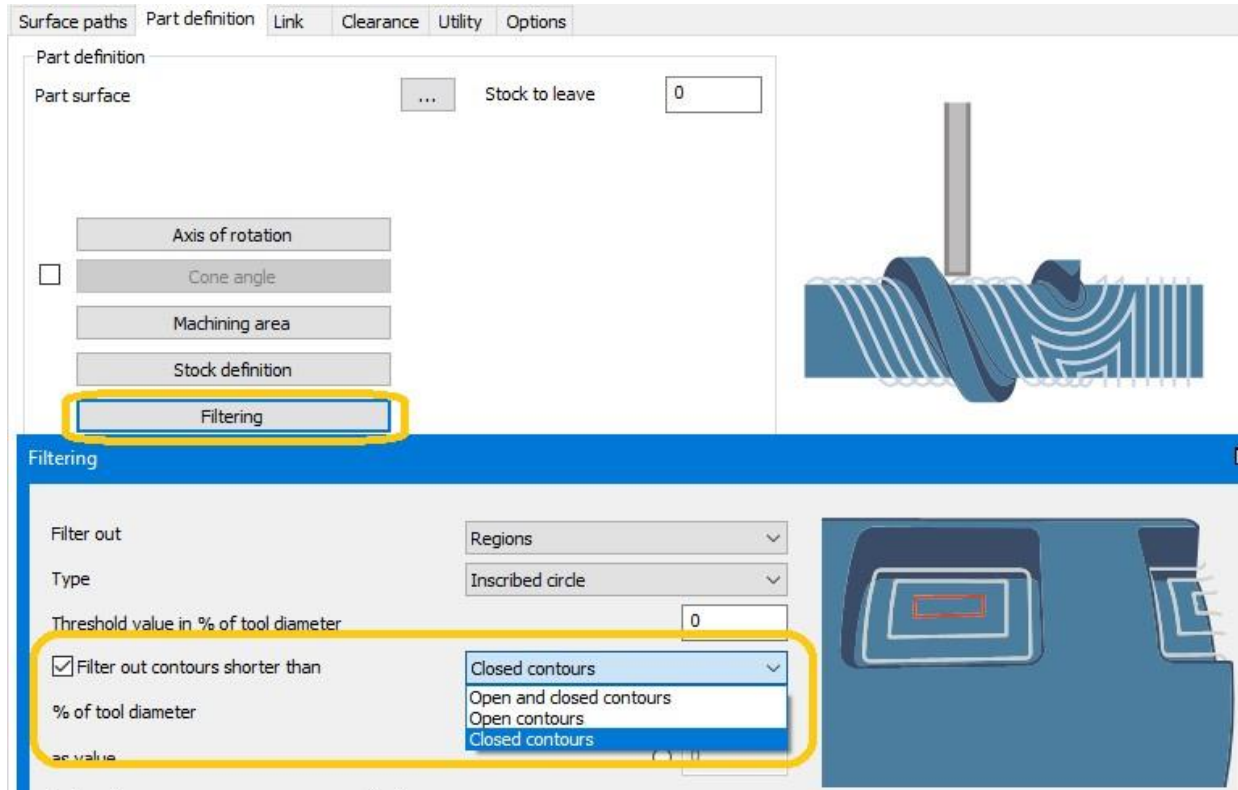 Surface paths Part definition Link Clearance Utility Options
Part definition
Part surface ... Stock to leave 0
Axis of rotation
Cone angle
Machining area
Stock definition
Filtering
Filtering
Filter out Regions
Type Inscribed circle
Threshold value in % of tool diameter 0
Filter out contours shorter than Closed contours
Open and closed contours
% of tool diameter Open contours
Closed contours
as value 0